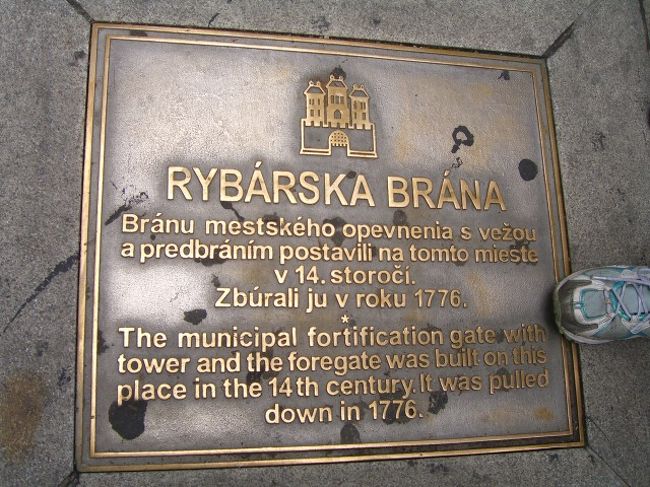 RYBÁRSKA BRÁNA
Bránu mestského opevnenia s vežou
a predbráním postavili na tomto mieste
v 14. storočí.
Zbúrali ju v roku 1776.
*
The municipal fortification gate with
tower and the foregate was built on this
place in the 14th century. It was pulled
down in 1776.